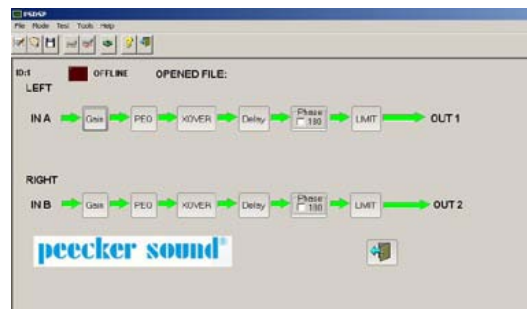 PSDSP
File Mode Test Tools Help
ID:1 OFFLINE OPENED FILE:
LEFT
IN A Gain PEQ XOVER Delay Phase 180 LIMIT OUT 1
RIGHT
IN B Gain PEQ XOVER Delay Phase 180 LIMIT OUT 2
peecker sound®